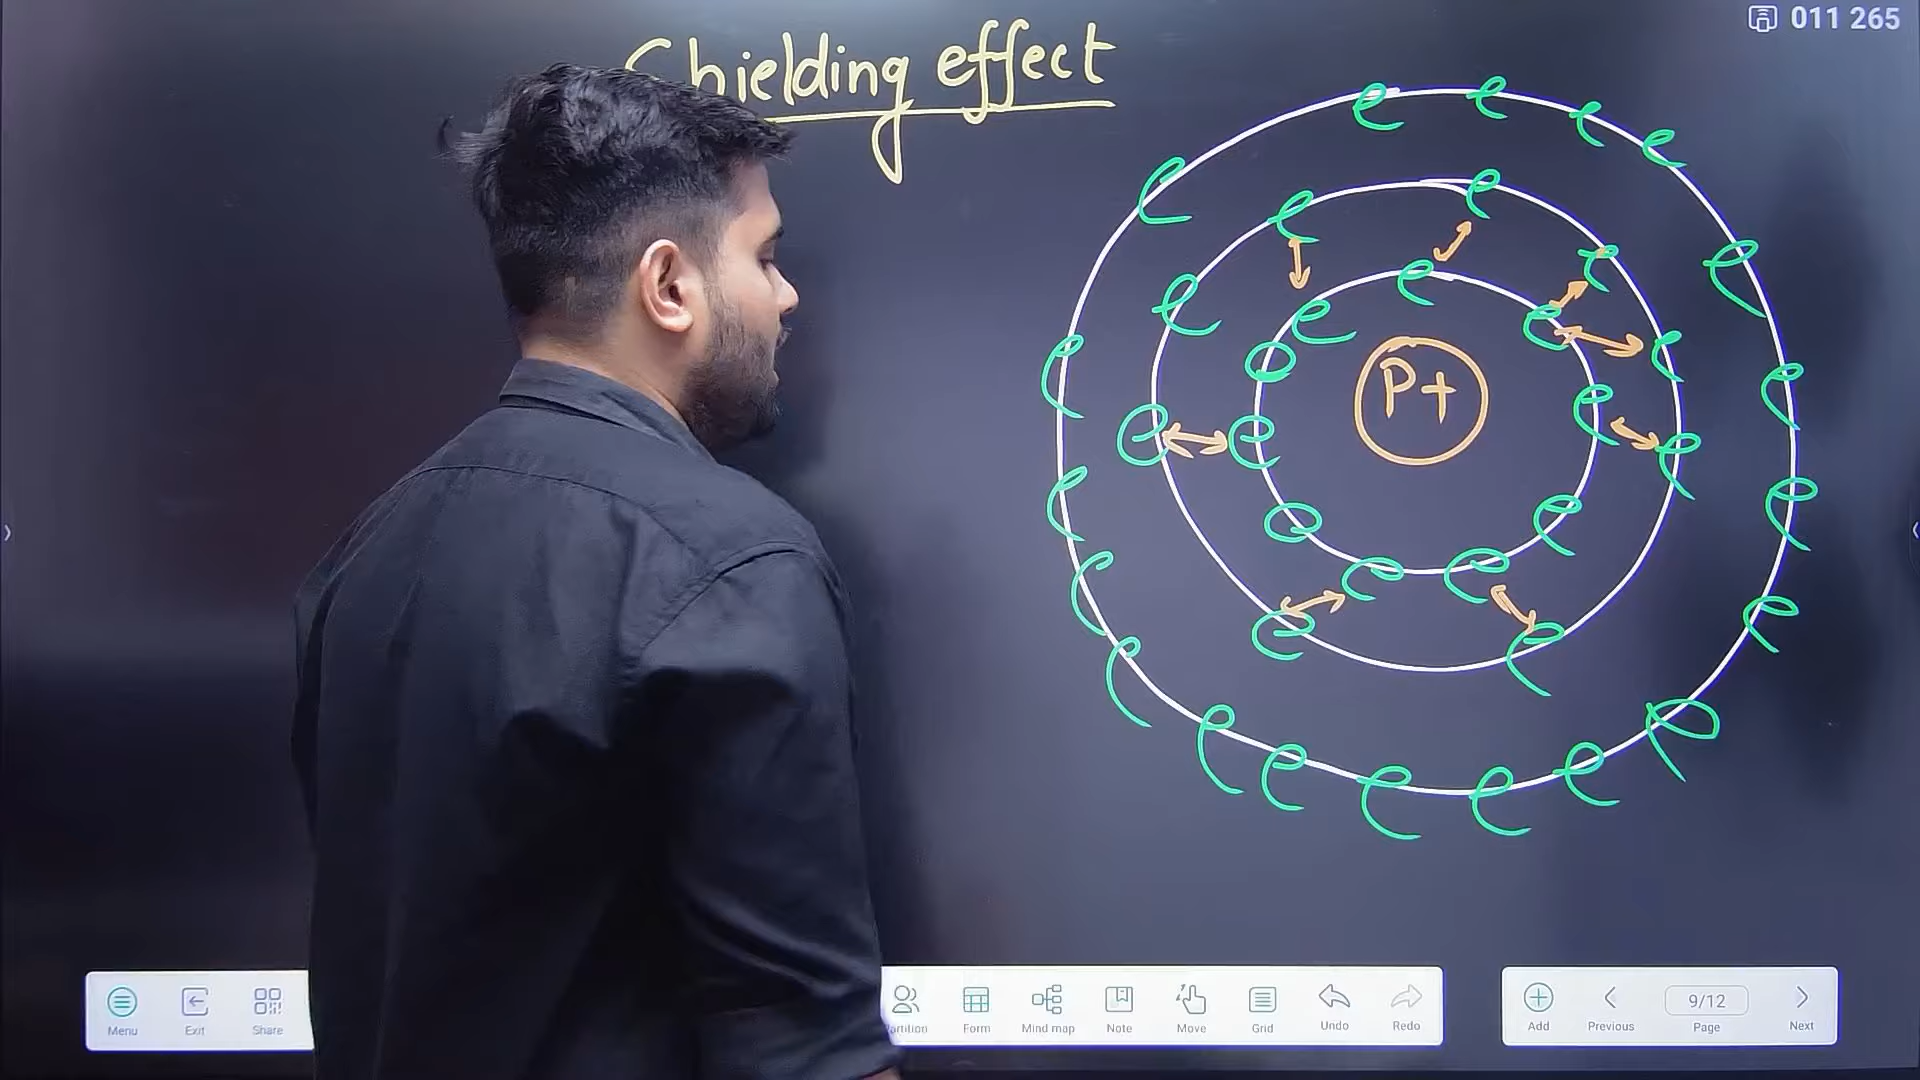 011 265
Shielding effect
e e e e
e e e
e e e
e e e
e e e
P+
e e e
e e e e
e e e
e e e e
e e e
e e e
e e
e e e
e e e
Menu Exit Share Partition Form Mind map Note Move Grid Undo Redo Add Previous 9/12 Page Next